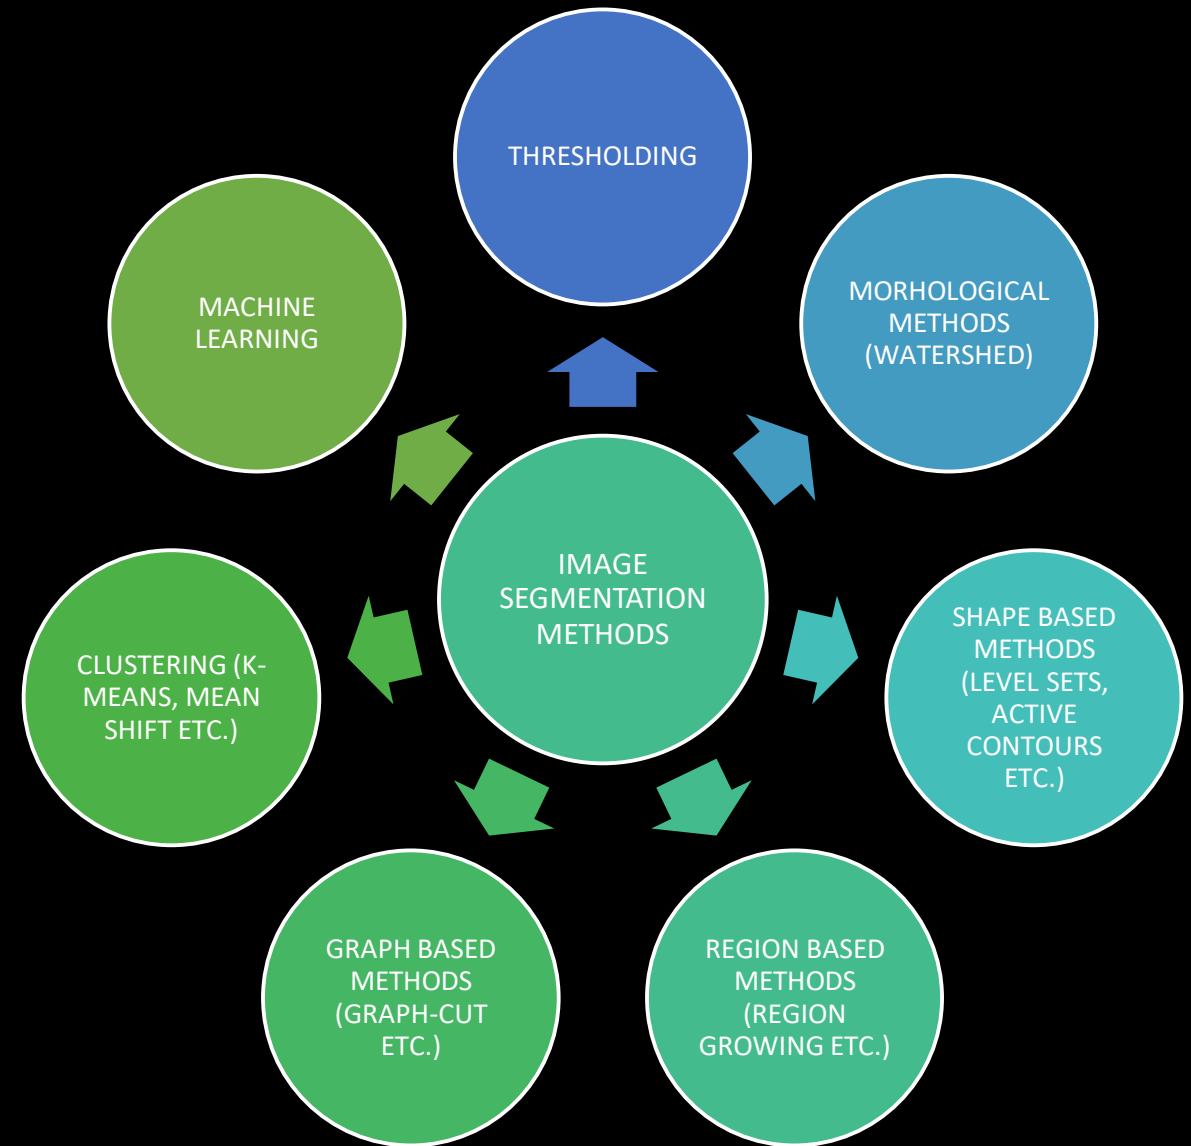 THRESHOLDING
MORHOLOGICAL
METHODS
(WATERSHED)
SHAPE BASED
METHODS
(LEVEL SETS,
ACTIVE
CONTOURS
ETC.)
REGION BASED
METHODS
(REGION
GROWING ETC.)
GRAPH BASED
METHODS
(GRAPH-CUT
ETC.)
CLUSTERING (K-
MEANS, MEAN
SHIFT ETC.)
MACHINE
LEARNING
IMAGE
SEGMENTATION
METHODS